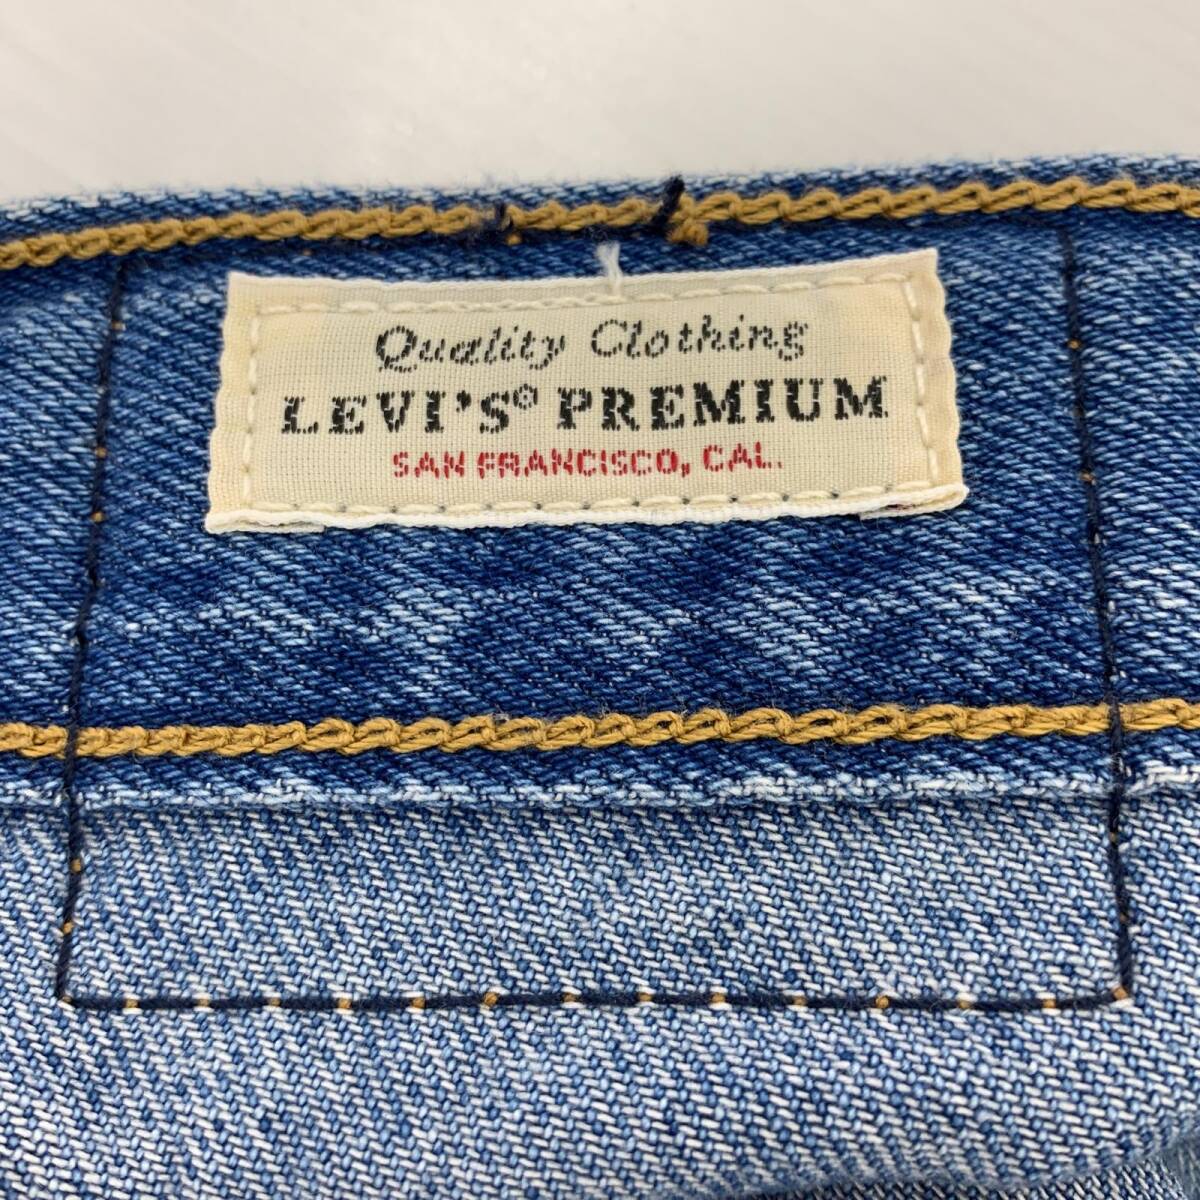 Quality Clothing
LEVI'S® PREMIUM
SAN FRANCISCO, CAL.